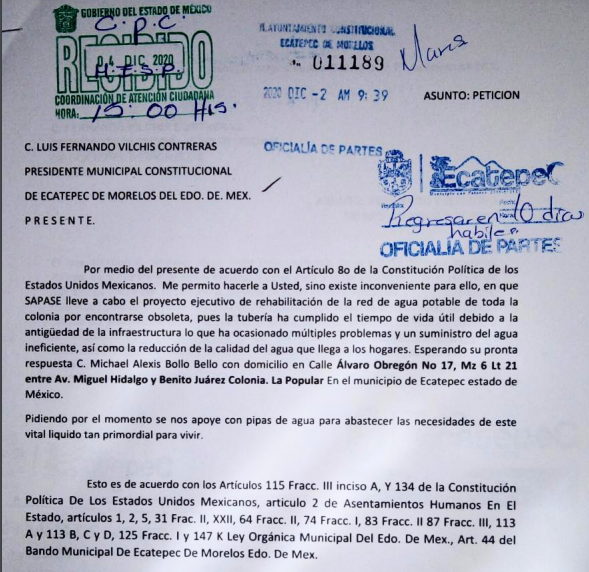 GOBIERNO DEL ESTADO DE MÉXICO
C.P.C.
RECIBIDO
04 DIC 2020
COORDINACIÓN DE ATENCIÓN CIUDADANA
HORA: 15:00 Hrs.
H. AYUNTAMIENTO CONSTITUCIONAL
ECATEPEC DE MORELOS
011189
2020 DIC -2 AM 9:39
OFICIALÍA DE PARTES
ASUNTO: PETICION
C. LUIS FERNANDO VILCHIS CONTRERAS
PRESIDENTE MUNICIPAL CONSTITUCIONAL
DE ECATEPEC DE MORELOS DEL EDO. DE. MEX.
P R E S E N T E.
Ecatepec
Regresar en 10 dias
habiles
OFICIALÍA DE PARTES
Por medio del presente de acuerdo con el Artículo 8o de la Constitución Política de los
Estados Unidos Mexicanos. Me permito hacerle a Usted, sino existe inconveniente para ello, en que
SAPASE lleve a cabo el proyecto ejecutivo de rehabilitación de la red de agua potable de toda la
colonia por encontrarse obsoleta, pues la tubería ha cumplido el tiempo de vida útil debido a la
antigüedad de la infraestructura lo que ha ocasionado múltiples problemas y un suministro del agua
ineficiente, así como la reducción de la calidad del agua que llega a los hogares. Esperando su pronta
respuesta C. Michael Alexis Bollo Bello con domicilio en Calle Álvaro Obregón No 17, Mz 6 Lt 21
entre Av. Miguel Hidalgo y Benito Juárez Colonia. La Popular En el municipio de Ecatepec estado de
México.
Pidiendo por el momento se nos apoye con pipas de agua para abastecer las necesidades de este
vital liquido tan primordial para vivir.
Esto es de acuerdo con los Artículos 115 Fracc. III inciso A, Y 134 de la Constitución
Política De Los Estados Unidos Mexicanos, articulo 2 de Asentamientos Humanos En El
Estado, artículos 1, 2, 5, 31 Frac. II, XXII, 64 Fracc. II, 74 Fracc. I, 83 Fracc. II 87 Fracc. III, 113
A y 113 B, C y D, 125 Fracc. I y 147 K Ley Orgánica Municipal Del Edo. De Mex., Art. 44 del
Bando Municipal De Ecatepec De Morelos Edo. De Mex.